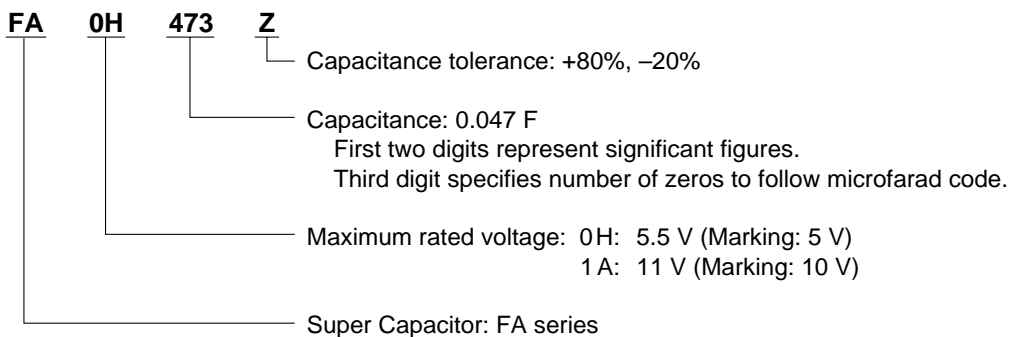 FA 0H 473 Z
Capacitance tolerance: +80%, –20%
Capacitance: 0.047 F
First two digits represent significant figures.
Third digit specifies number of zeros to follow microfarad code.
Maximum rated voltage: 0H: 5.5 V (Marking: 5 V)
1A: 11 V (Marking: 10 V)
Super Capacitor: FA series